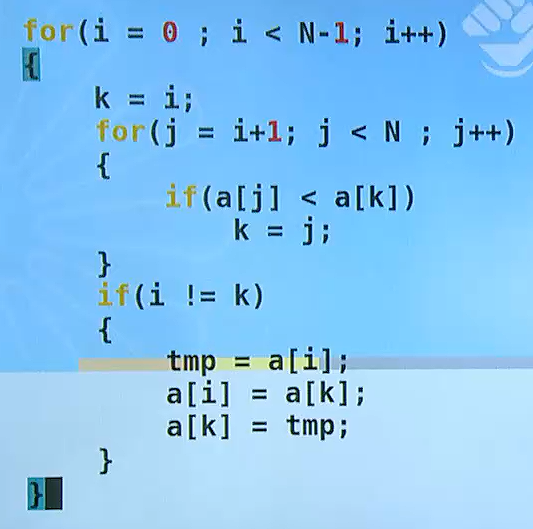 for(i = 0 ; i < N-1; i++)
{
    k = i;
    for(j = i+1; j < N ; j++)
    {
        if(a[j] < a[k])
            k = j;
    }
    if(i != k)
    {
        tmp = a[i];
        a[i] = a[k];
        a[k] = tmp;
    }
}